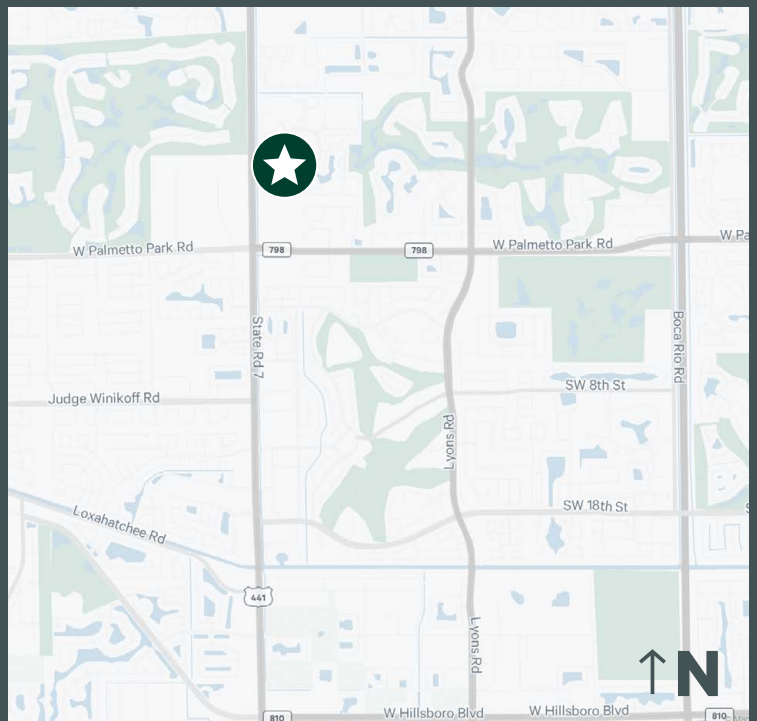 W Palmetto Park Rd
798
798
W Palmetto Park Rd
State Rd 7
Boca Rio Rd
SW 8th St
Judge Winikoff Rd
Lyons Rd
SW 18th St
Loxahatchee Rd
441
Lyons Rd
N
W Hillsboro Blvd
W Hillsboro Blvd
810
810